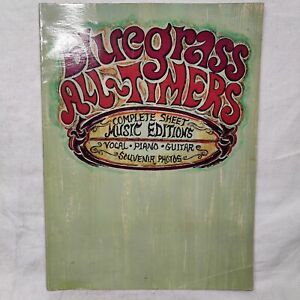 bluegrass
ALL-TIMERS
COMPLETE SHEET
MUSIC EDITIONS
VOCAL • PIANO • GUITAR
SOUVENIR PHOTOS